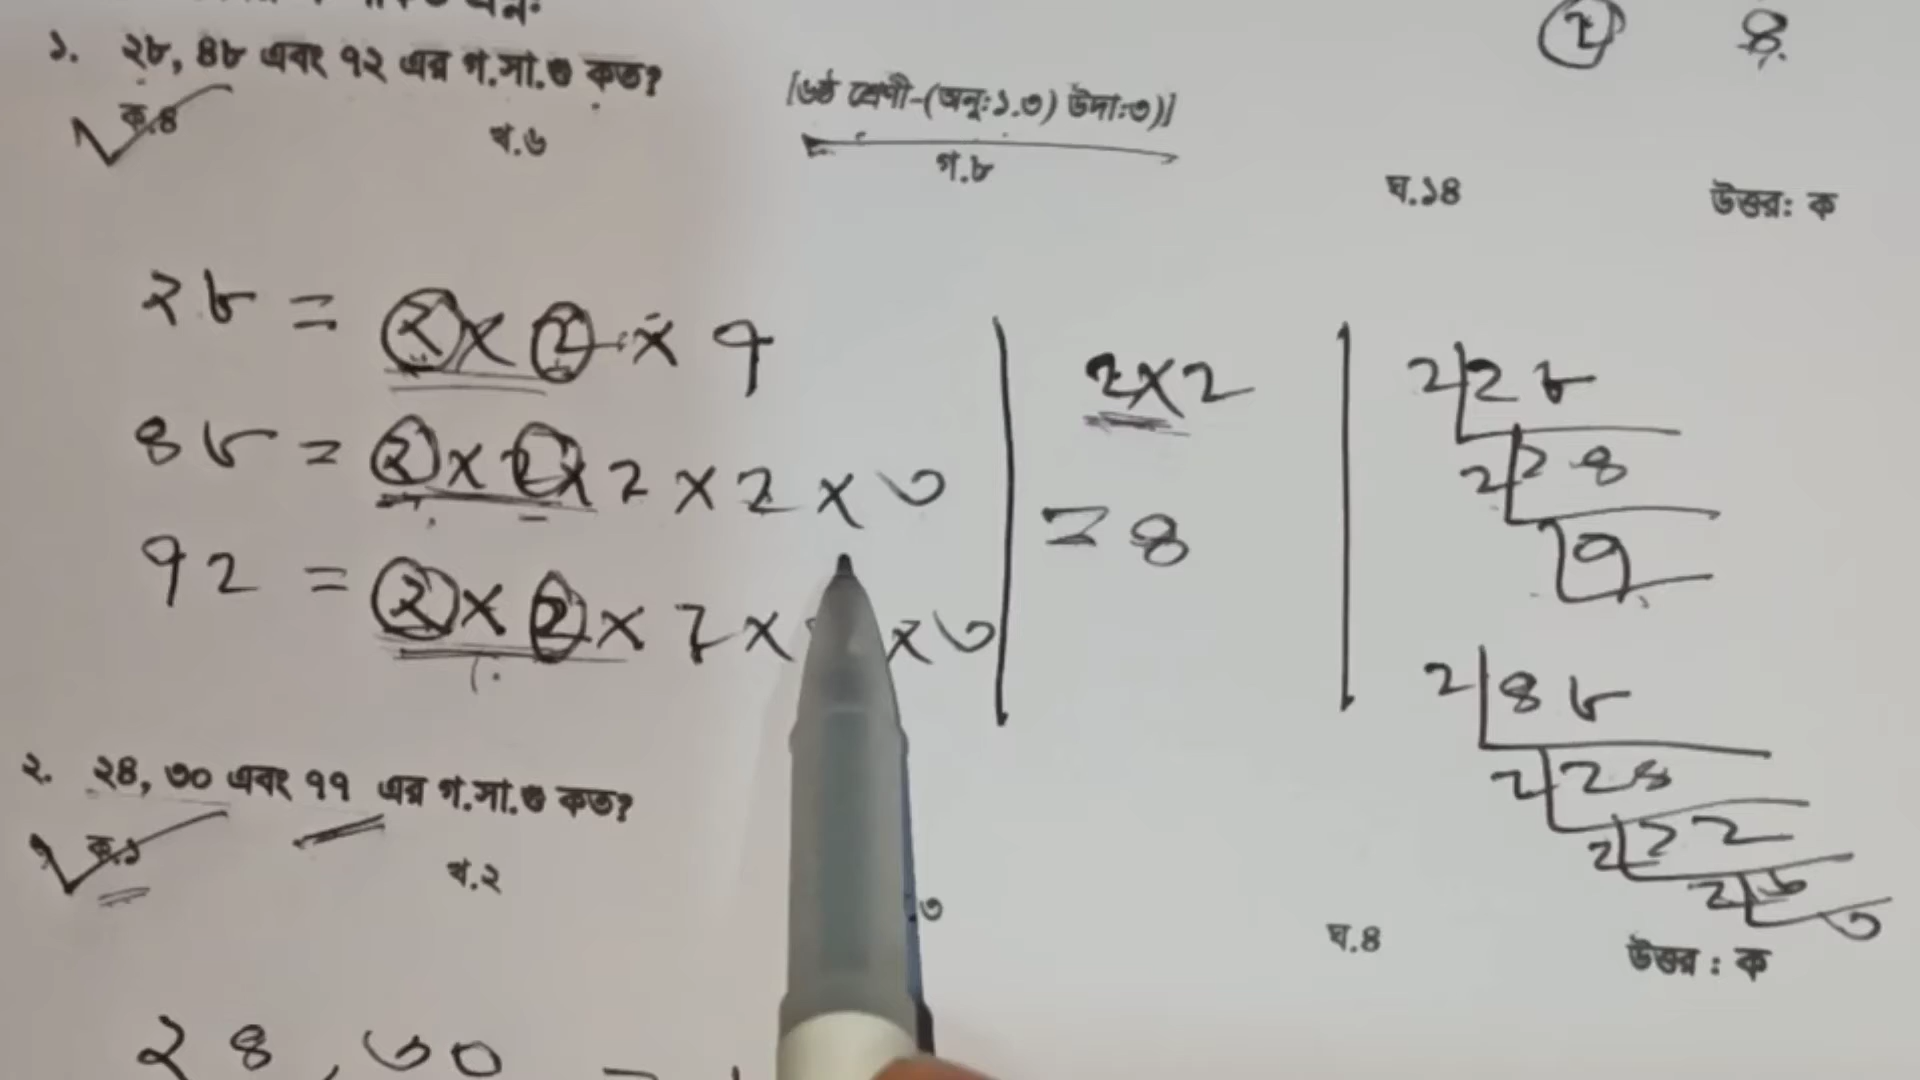 ১. ২৮, ৪৮ এবং ৭২ এর গ.সা.গু কত?
[৬ষ্ঠ শ্রেণী-(অনু:১.৩) উদা:৩)]
ক.৪ খ.৬ গ.৮ ঘ.১৪ উত্তর: ক
২৮ = ২×২×৭
৪৮ = ২×২×২×২×৩
৭২ = ২×২×২× ×৩
২×২
= ৪
২ ২৮
২ ১৪
৭
২ ৪৮
২ ২৪
২ ১২
২ ৬
৩
২. ২৪, ৩০ এবং ৭৭ এর গ.সা.গু কত?
ক.১ খ.২ .৩ ঘ.৪ উত্তর : ক
২৪, ৩০